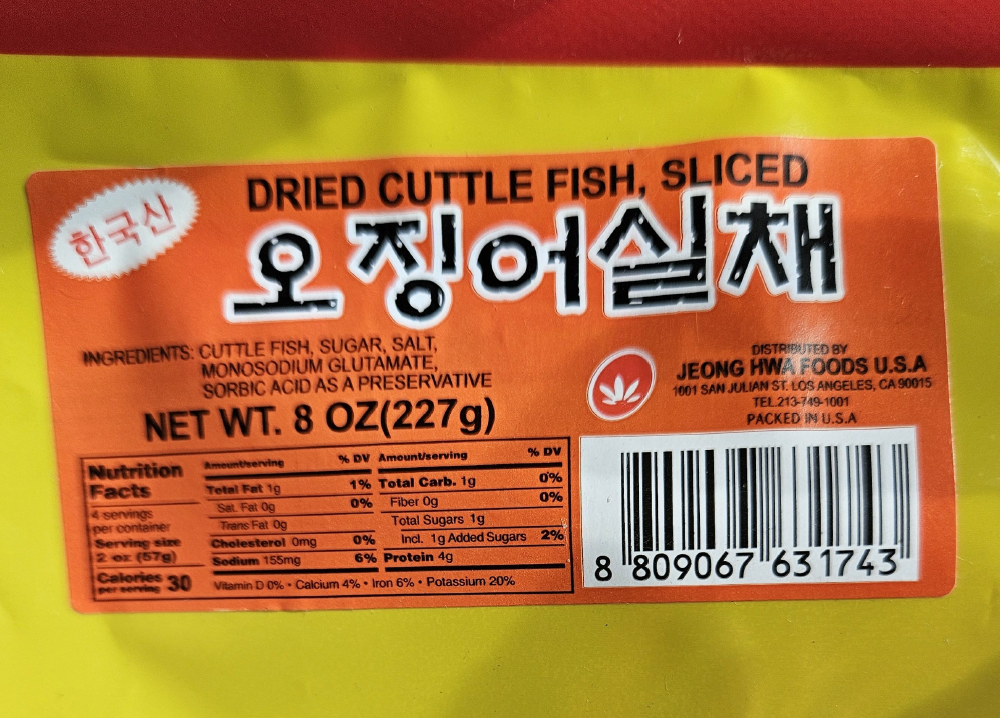 한국산
DRIED CUTTLE FISH, SLICED
오징어실채
INGREDIENTS: CUTTLE FISH, SUGAR, SALT,
MONOSODIUM GLUTAMATE,
SORBIC ACID AS A PRESERVATIVE
NET WT. 8 OZ(227g)
DISTRIBUTED BY
JEONG HWA FOODS U.S.A
1001 SAN JULIAN ST. LOS ANGELES, CA 90015
TEL.213-749-1001
PACKED IN U.S.A
Nutrition
Facts
4 servings
per container
Serving size
2 oz (57g)
Calories 30
per serving
Amount/serving % DV
Total Fat 1g 1%
Sat. Fat 0g 0%
Trans Fat 0g
Cholesterol 0mg 0%
Sodium 155mg 6%
Amount/serving % DV
Total Carb. 1g 0%
Fiber 0g 0%
Total Sugars 1g
Incl. 1g Added Sugars 2%
Protein 4g
Vitamin D 0% • Calcium 4% • Iron 6% • Potassium 20%
8 809067 631743